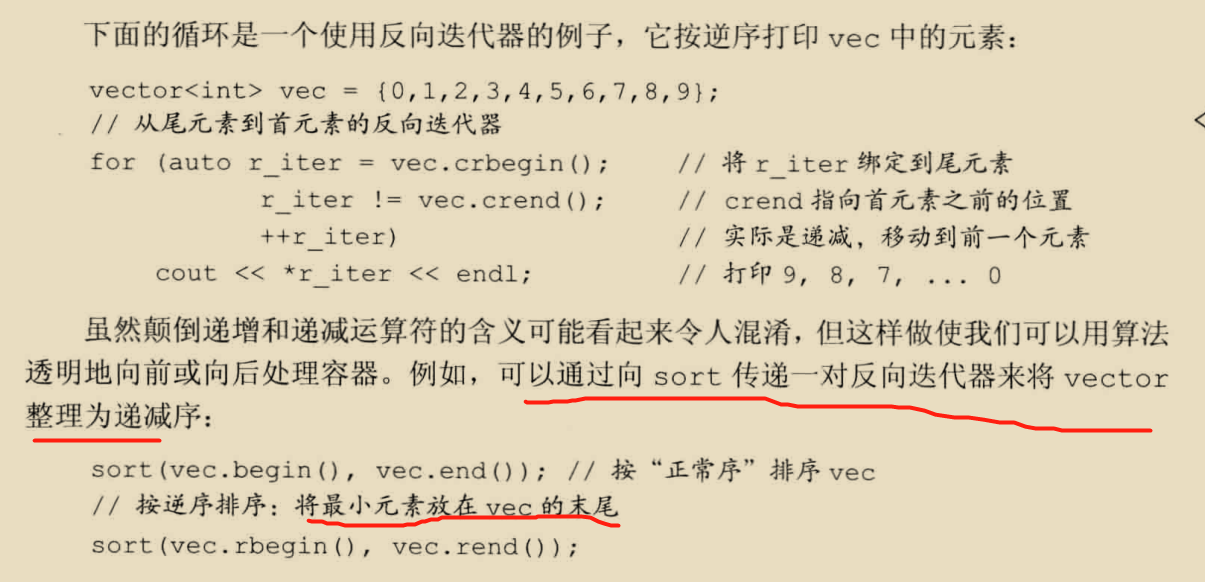 下面的循环是一个使用反向迭代器的例子，它按逆序打印 vec 中的元素：
vector<int> vec = {0,1,2,3,4,5,6,7,8,9};
// 从尾元素到首元素的反向迭代器
for (auto r_iter = vec.crbegin(); // 将 r_iter 绑定到尾元素
r_iter != vec.crend(); // crend 指向首元素之前的位置
++r_iter) // 实际是递减，移动到前一个元素
cout << *r_iter << endl; // 打印 9, 8, 7, ... 0
虽然颠倒递增和递减运算符的含义可能看起来令人混淆，但这样做使我们可以用算法
透明地向前或向后处理容器。例如，可以通过向 sort 传递一对反向迭代器来将 vector
整理为递减序：
sort(vec.begin(), vec.end()); // 按“正常序”排序 vec
// 按逆序排序：将最小元素放在 vec 的末尾
sort(vec.rbegin(), vec.rend());